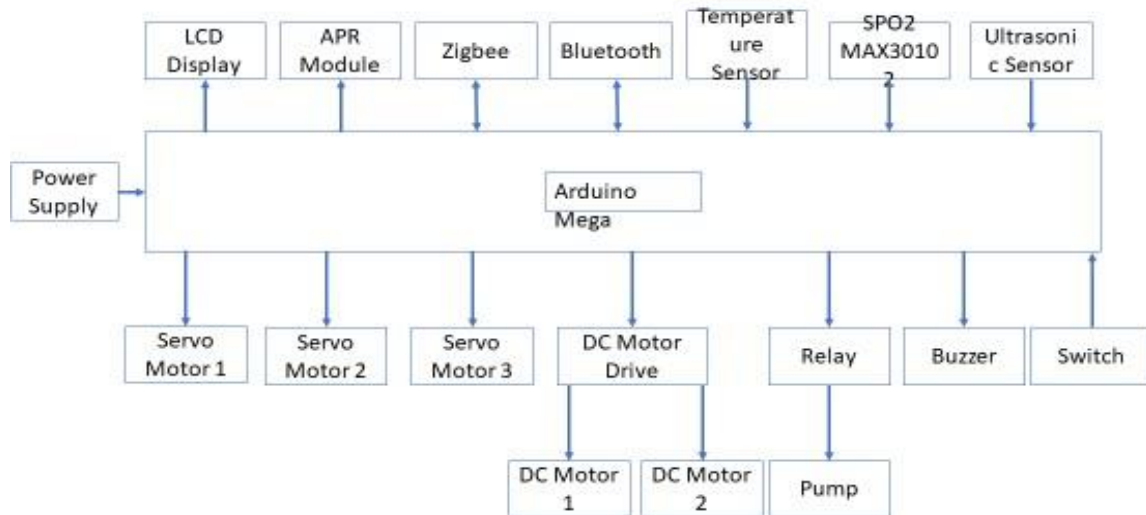 LCD
Display
APR
Module
Zigbee
Bluetooth
Temperat
ure
Sensor
SPO2
MAX3010
2
Ultrasoni
c Sensor
Power
Supply
Arduino
Mega
Servo
Motor 1
Servo
Motor 2
Servo
Motor 3
DC Motor
Drive
Relay
Buzzer
Switch
DC Motor
1
DC Motor
2
Pump